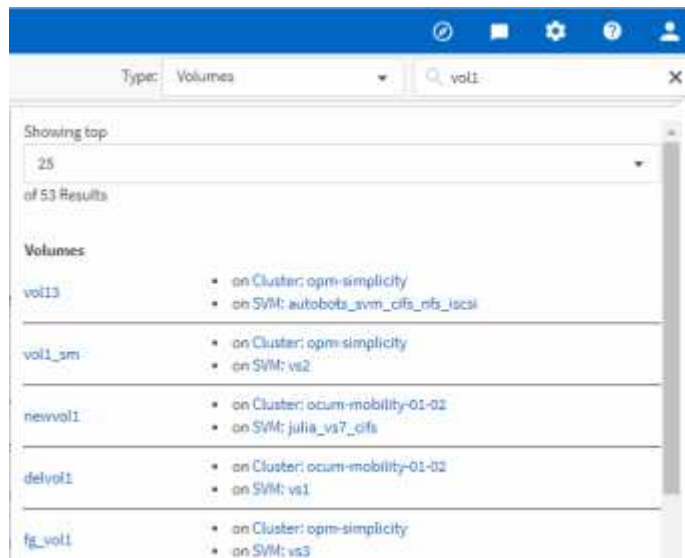 Type: Volumes vol1
Showing top
25
of 53 Results
Volumes
vol13
on Cluster: opm-simplicity
on SVM: autobots_svm_cifs_nfs_iscsi
vol1_sm
on Cluster: opm-simplicity
on SVM: vs2
newvol1
on Cluster: ocum-mobility-01-02
on SVM: julia_vs7_cifs
delvol1
on Cluster: ocum-mobility-01-02
on SVM: vs1
fg_vol1
on Cluster: opm-simplicity
on SVM: vs3